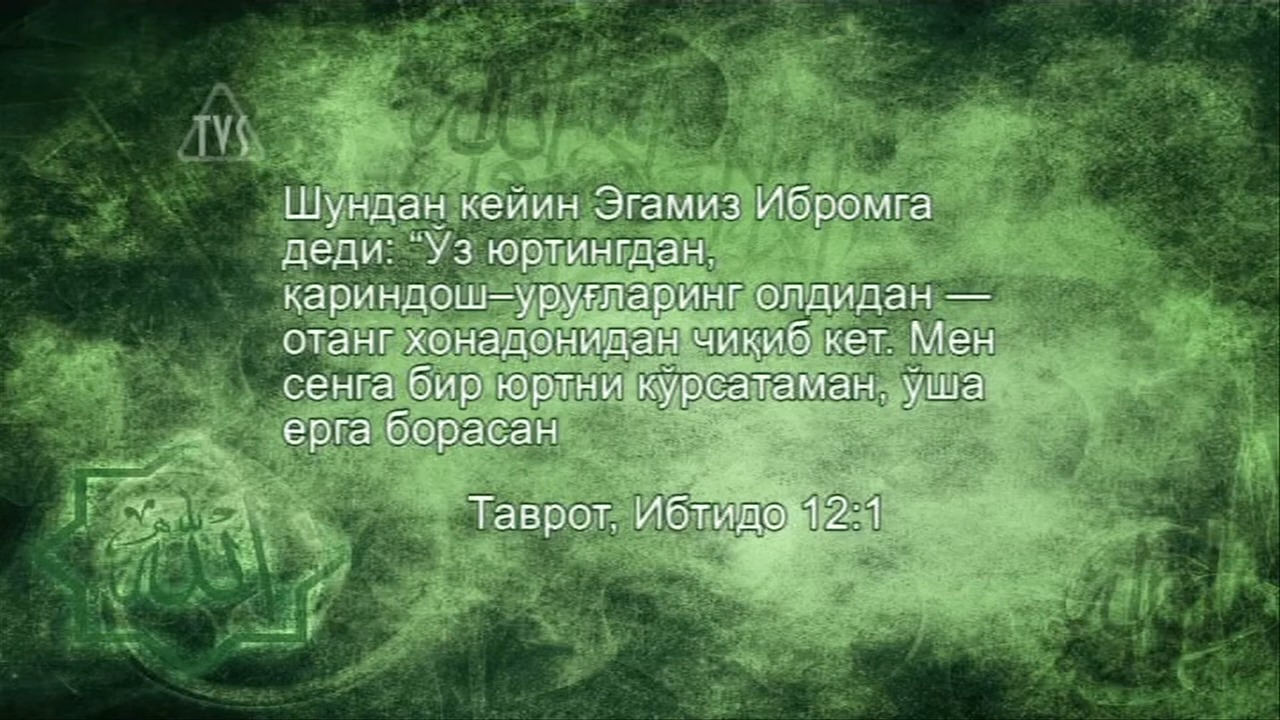 TVS
Шундан кейин Эгамиз Ибромга
деди: “Ўз юртингдан,
қариндош–уруғларинг олдидан —
отанг хонадонидан чиқиб кет. Мен
сенга бир юртни кўрсатаман, ўша
ерга борасан
Таврот, Ибтидо 12:1
الله